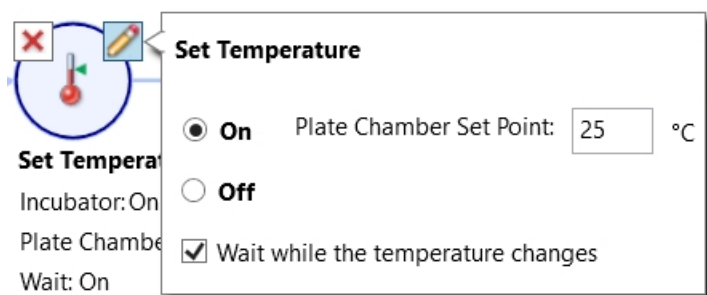 Set Temperature
On Plate Chamber Set Point: 25 °C
Off
Wait while the temperature changes
Set Tempera
Incubator: On
Plate Chambe
Wait: On